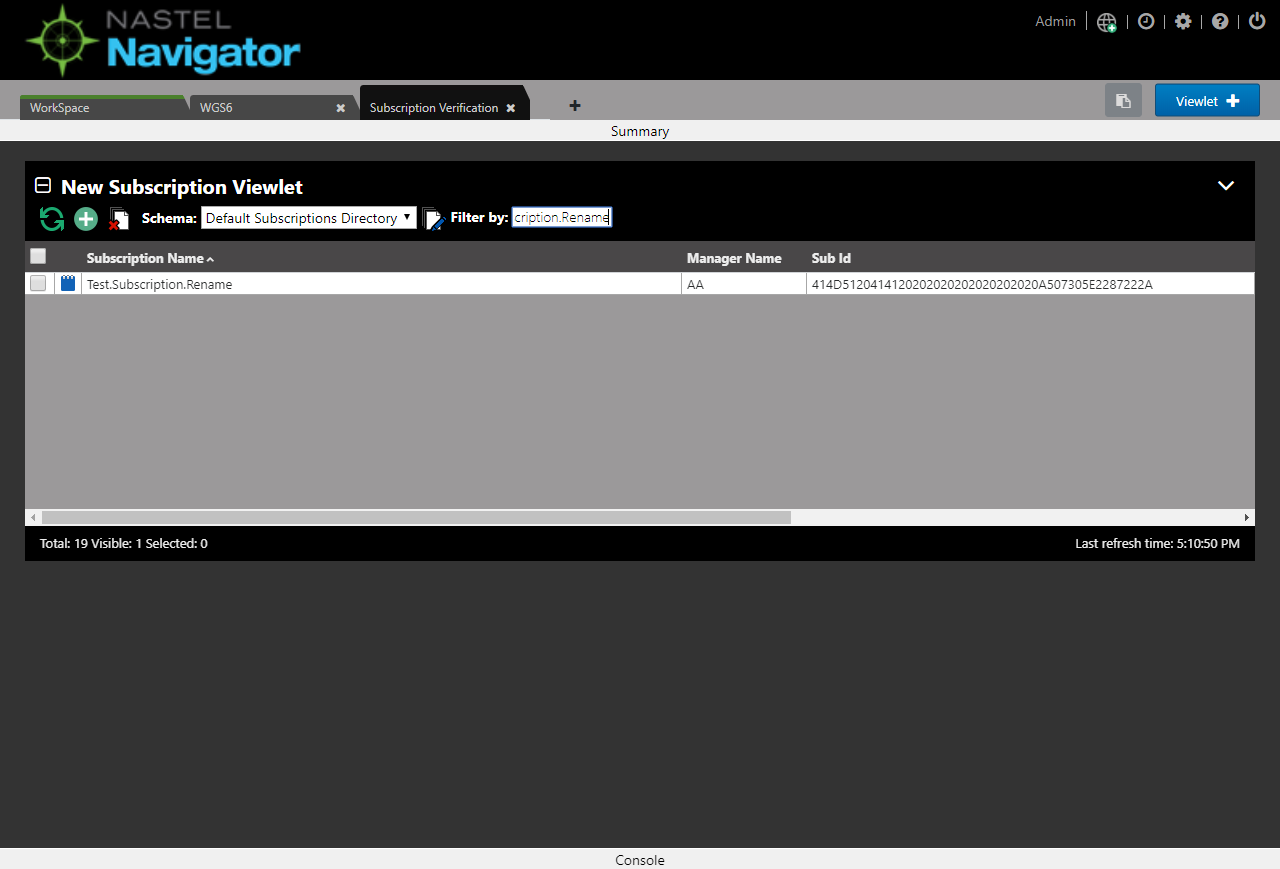 NASTEL
Navigator
Admin
WorkSpace
WGS6
Subscription Verification
Viewlet
Summary
New Subscription Viewlet
Schema: Default Subscriptions Directory Filter by: cription.Rename
Subscription Name Manager Name Sub Id
Test.Subscription.Rename AA 414D5120414120202020202020202020A507305E2287222A
Total: 19 Visible: 1 Selected: 0 Last refresh time: 5:10:50 PM
Console